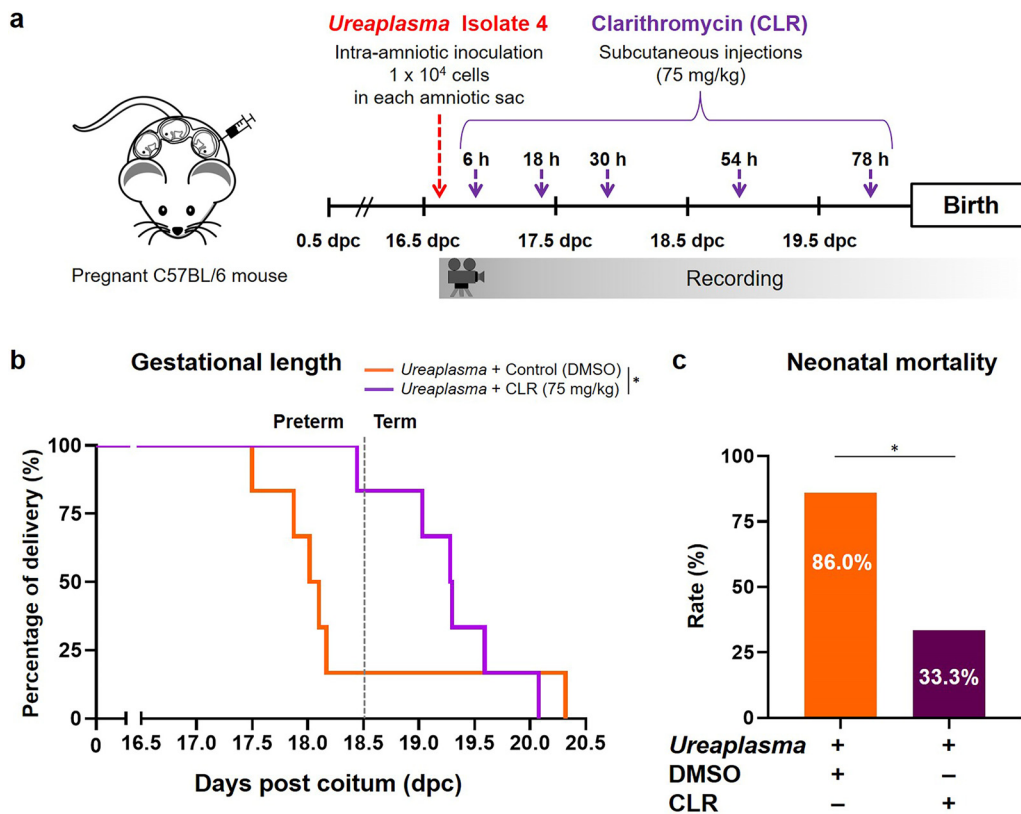 a
Ureaplasma Isolate 4
Intra-amniotic inoculation
1 x 10⁴ cells
in each amniotic sac
Clarithromycin (CLR)
Subcutaneous injections
(75 mg/kg)
6 h
18 h
30 h
54 h
78 h
Birth
0.5 dpc
16.5 dpc
17.5 dpc
18.5 dpc
19.5 dpc
Pregnant C57BL/6 mouse
Recording
b
Gestational length
Ureaplasma + Control (DMSO)
Ureaplasma + CLR (75 mg/kg)
*
Preterm
Term
Percentage of delivery (%)
100
75
50
25
0
0
16.5
17.0
17.5
18.0
18.5
19.0
19.5
20.0
20.5
Days post coitum (dpc)
c
Neonatal mortality
*
Rate (%)
100
75
50
25
0
86.0%
33.3%
Ureaplasma + +
DMSO + –
CLR – +